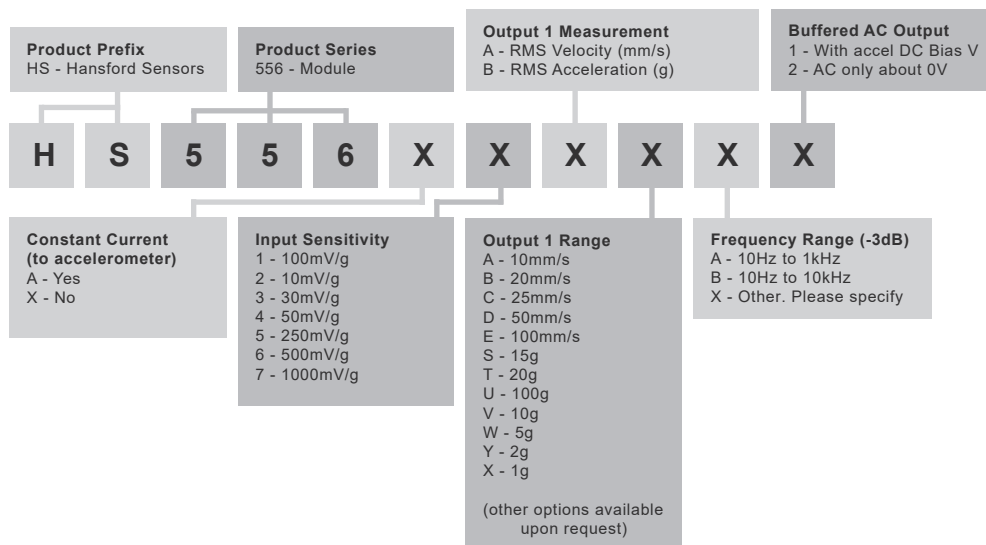 Product Prefix
HS - Hansford Sensors
Product Series
556 - Module
Output 1 Measurement
A - RMS Velocity (mm/s)
B - RMS Acceleration (g)
Buffered AC Output
1 - With accel DC Bias V
2 - AC only about 0V
H S 5 5 6 X X X X X X
Constant Current
(to accelerometer)
A - Yes
X - No
Input Sensitivity
1 - 100mV/g
2 - 10mV/g
3 - 30mV/g
4 - 50mV/g
5 - 250mV/g
6 - 500mV/g
7 - 1000mV/g
Output 1 Range
A - 10mm/s
B - 20mm/s
C - 25mm/s
D - 50mm/s
E - 100mm/s
S - 15g
T - 20g
U - 100g
V - 10g
W - 5g
Y - 2g
X - 1g
(other options available
upon request)
Frequency Range (-3dB)
A - 10Hz to 1kHz
B - 10Hz to 10kHz
X - Other. Please specify